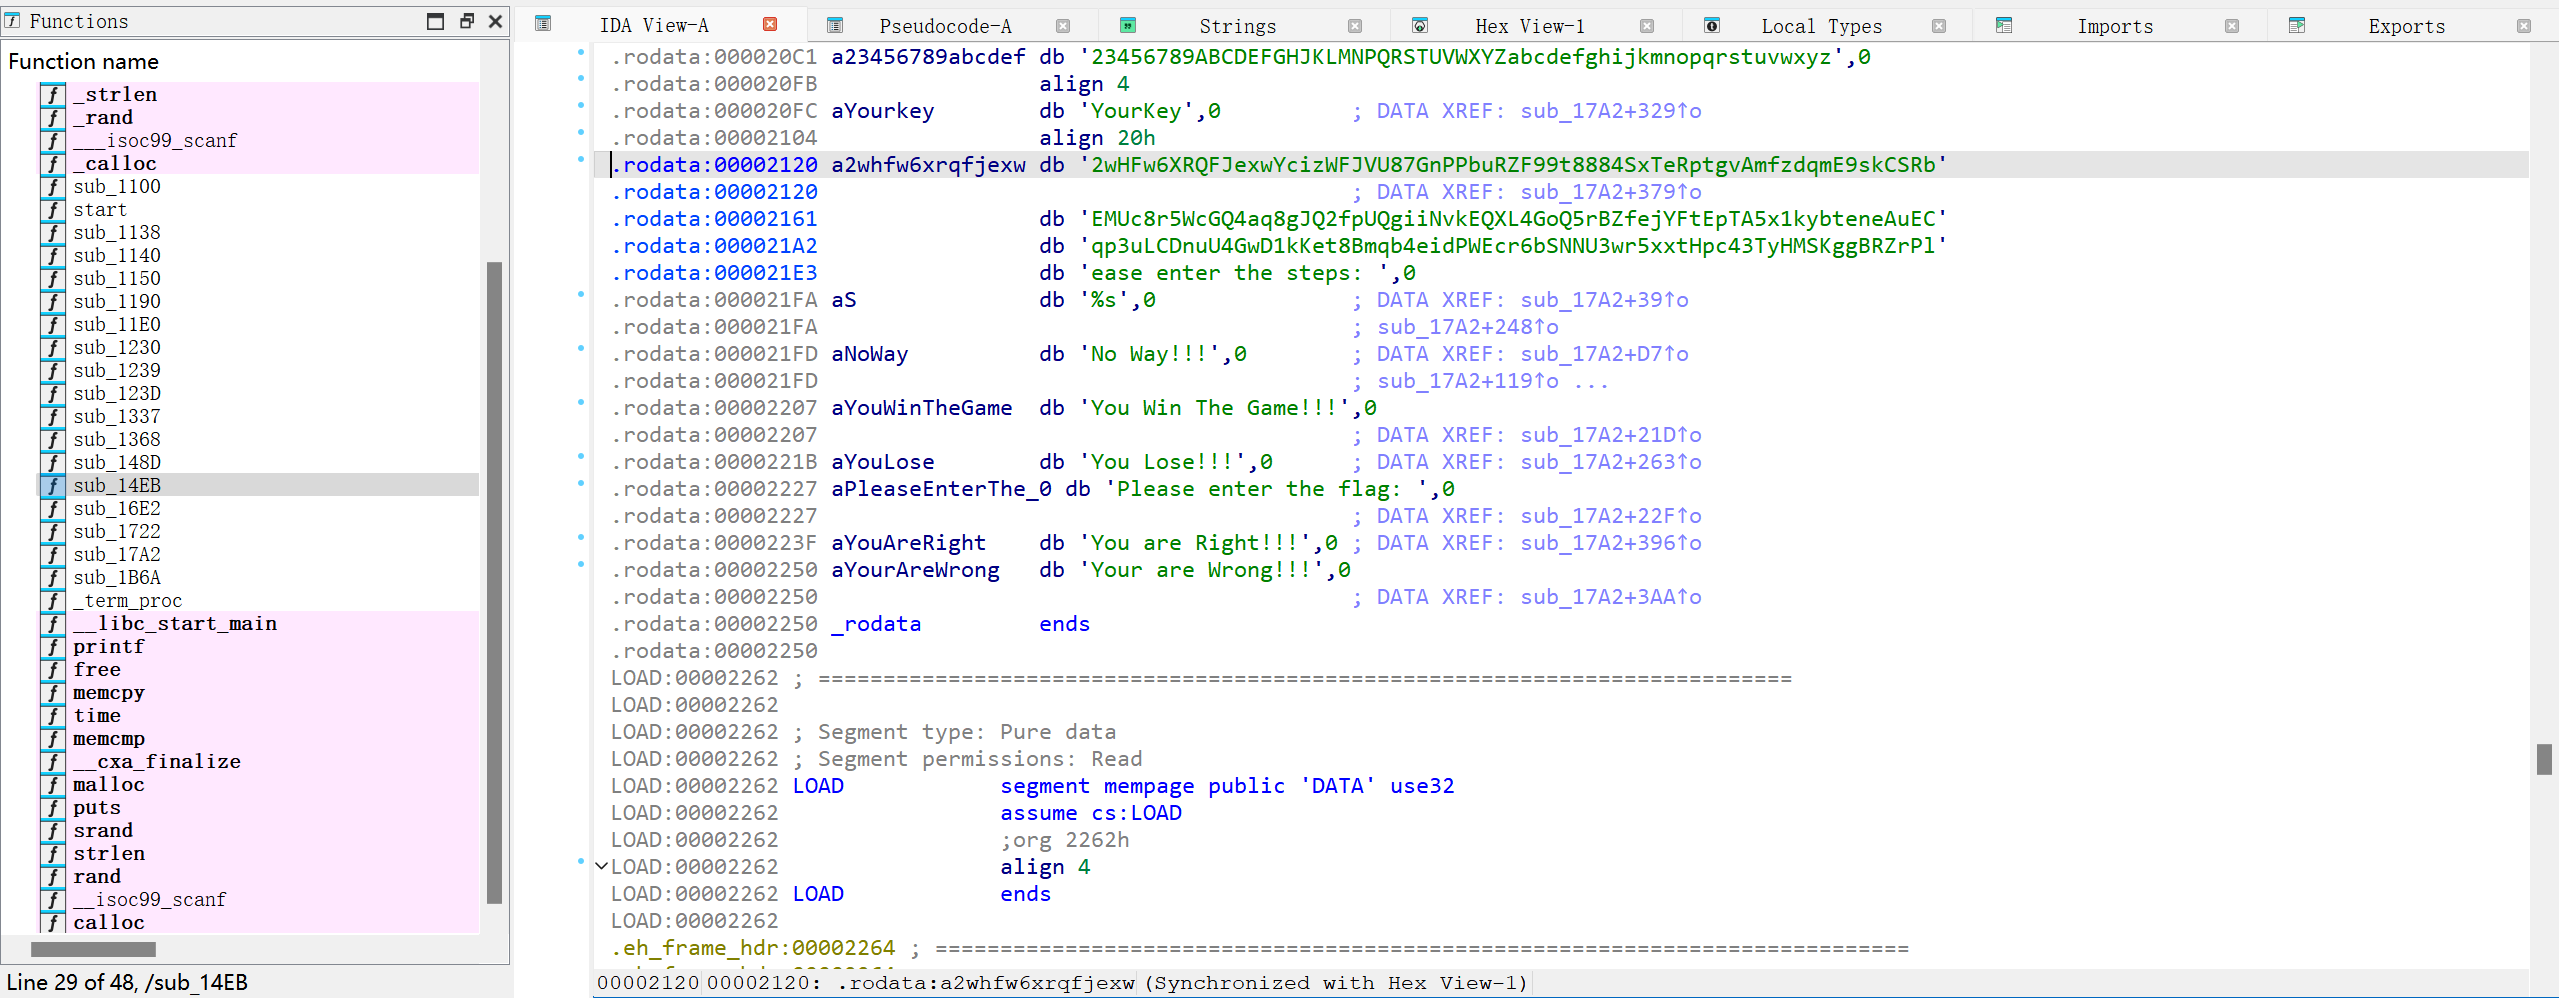 Functions
Function name
_strlen
_rand
___isoc99_scanf
_calloc
sub_1100
start
sub_1138
sub_1140
sub_1150
sub_1190
sub_11E0
sub_1230
sub_1239
sub_123D
sub_1337
sub_1368
sub_148D
sub_14EB
sub_16E2
sub_1722
sub_17A2
sub_1B6A
_term_proc
__libc_start_main
printf
free
memcpy
time
memcmp
__cxa_finalize
malloc
puts
srand
strlen
rand
__isoc99_scanf
calloc
Line 29 of 48, /sub_14EB
IDA View-A Pseudocode-A Strings Hex View-1 Local Types Imports Exports
.rodata:000020C1 a23456789abcdef db '23456789ABCDEFGHJKLMNPQRSTUVWXYZabcdefghijkmnopqrstuvwxyz',0
.rodata:000020FB align 4
.rodata:000020FC aYourkey db 'YourKey',0 ; DATA XREF: sub_17A2+329↑o
.rodata:00002104 align 20h
.rodata:00002120 a2whfw6xrqfjexw db '2wHFw6XRQFJexwYcizWFJVU87GnPPbuRZF99t8884SxTeRptgvAmfzdqmE9skCSRb'
.rodata:00002120 ; DATA XREF: sub_17A2+379↑o
.rodata:00002161 db 'EMUc8r5WcGQ4aq8gJQ2fpUQgiiNvkEQXL4GoQ5rBZfejYFtEpTA5x1kybteneAuEC'
.rodata:000021A2 db 'qp3uLCDnuU4GwD1kKet8Bmqb4eidPWEcr6bSNNU3wr5xxtHpc43TyHMSKggBRZrPl'
.rodata:000021E3 db 'ease enter the steps: ',0
.rodata:000021FA aS db '%s',0 ; DATA XREF: sub_17A2+39↑o
.rodata:000021FA ; sub_17A2+248↑o
.rodata:000021FD aNoWay db 'No Way!!!',0 ; DATA XREF: sub_17A2+D7↑o
.rodata:000021FD ; sub_17A2+119↑o ...
.rodata:00002207 aYouWinTheGame db 'You Win The Game!!!',0
.rodata:00002207 ; DATA XREF: sub_17A2+21D↑o
.rodata:0000221B aYouLose db 'You Lose!!!',0 ; DATA XREF: sub_17A2+263↑o
.rodata:00002227 aPleaseEnterThe_0 db 'Please enter the flag: ',0
.rodata:00002227 ; DATA XREF: sub_17A2+22F↑o
.rodata:0000223F aYouAreRight db 'You are Right!!!',0 ; DATA XREF: sub_17A2+396↑o
.rodata:00002250 aYourAreWrong db 'Your are Wrong!!!',0
.rodata:00002250 ; DATA XREF: sub_17A2+3AA↑o
.rodata:00002250 _rodata ends
.rodata:00002250
LOAD:00002262 ; ===========================================================================
LOAD:00002262
LOAD:00002262 ; Segment type: Pure data
LOAD:00002262 ; Segment permissions: Read
LOAD:00002262 LOAD segment mempage public 'DATA' use32
LOAD:00002262 assume cs:LOAD
LOAD:00002262 ;org 2262h
LOAD:00002262 align 4
LOAD:00002262 LOAD ends
LOAD:00002262
.eh_frame_hdr:00002264 ; ===========================================================================
00002120 00002120: .rodata:a2whfw6xrqfjexw (Synchronized with Hex View-1)